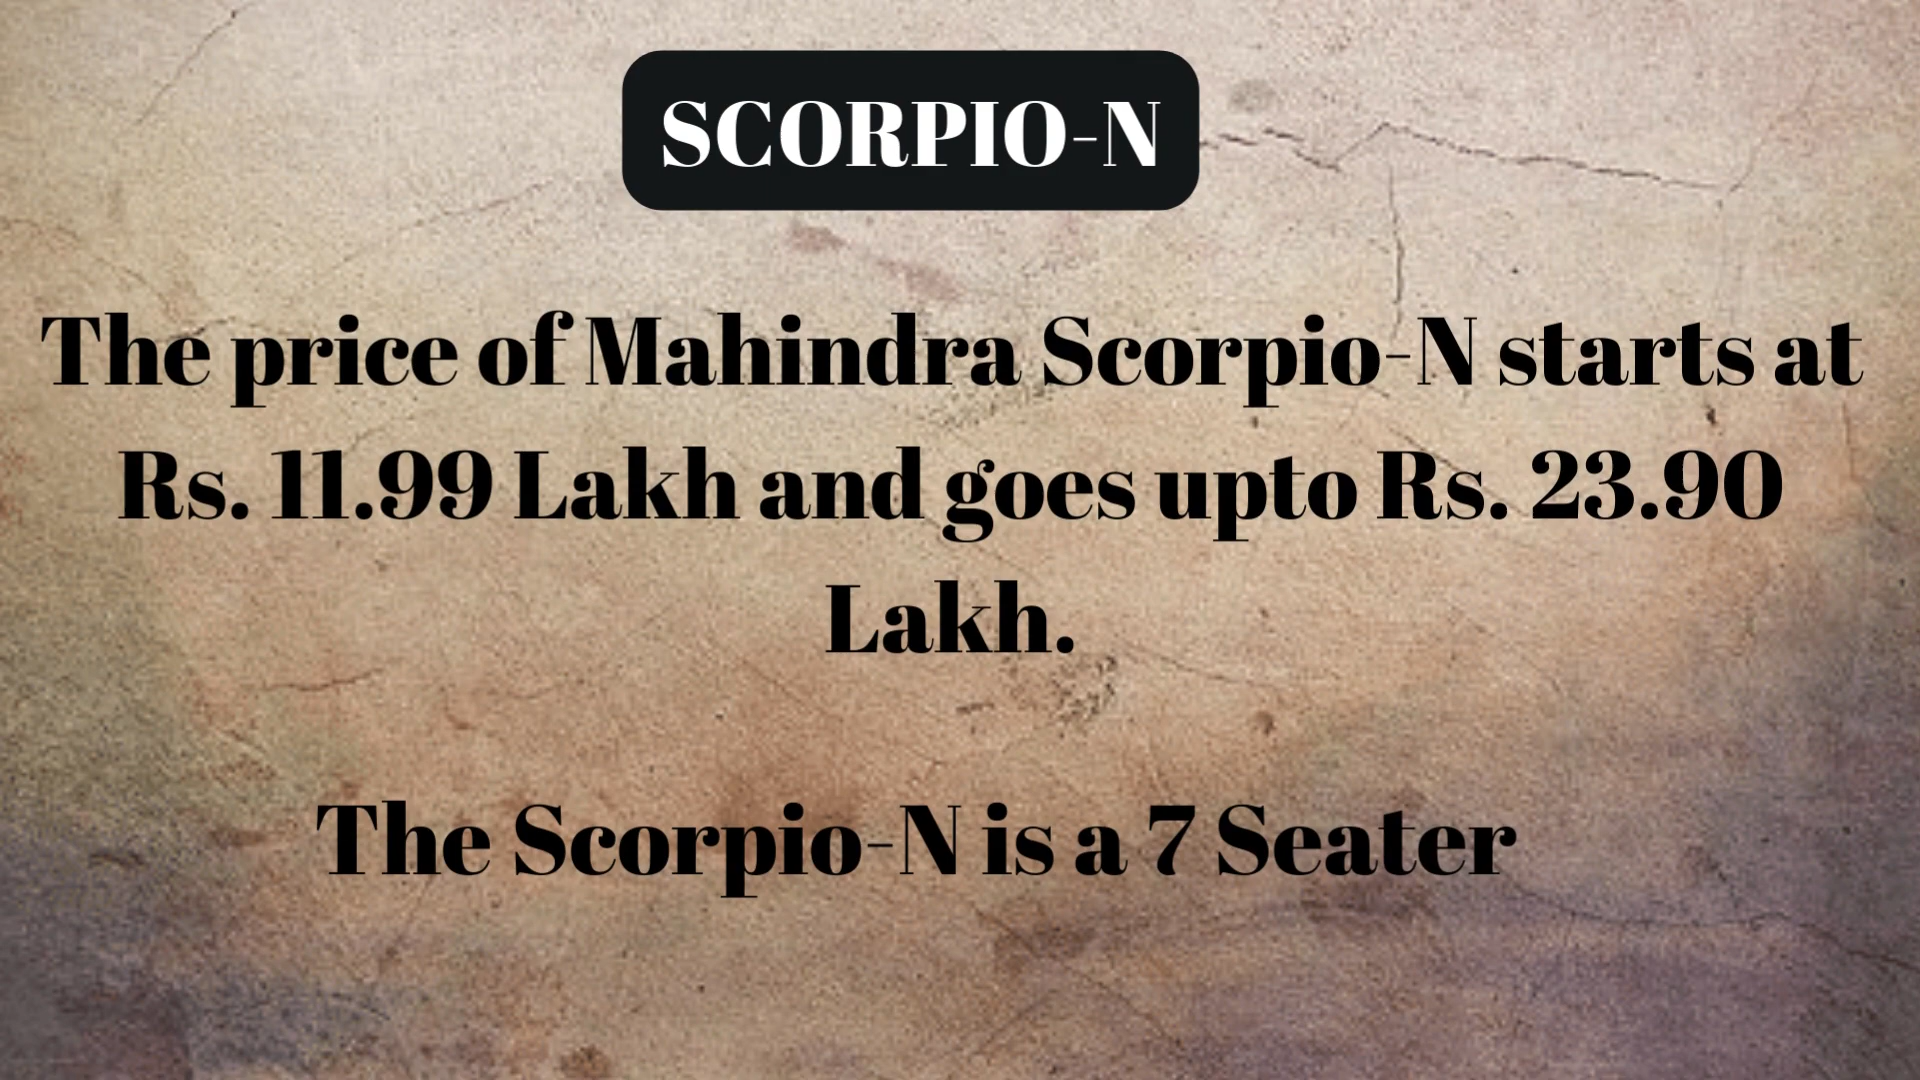 SCORPIO-N
The price of Mahindra Scorpio-N starts at
Rs. 11.99 Lakh and goes upto Rs. 23.90
Lakh.
The Scorpio-N is a 7 Seater